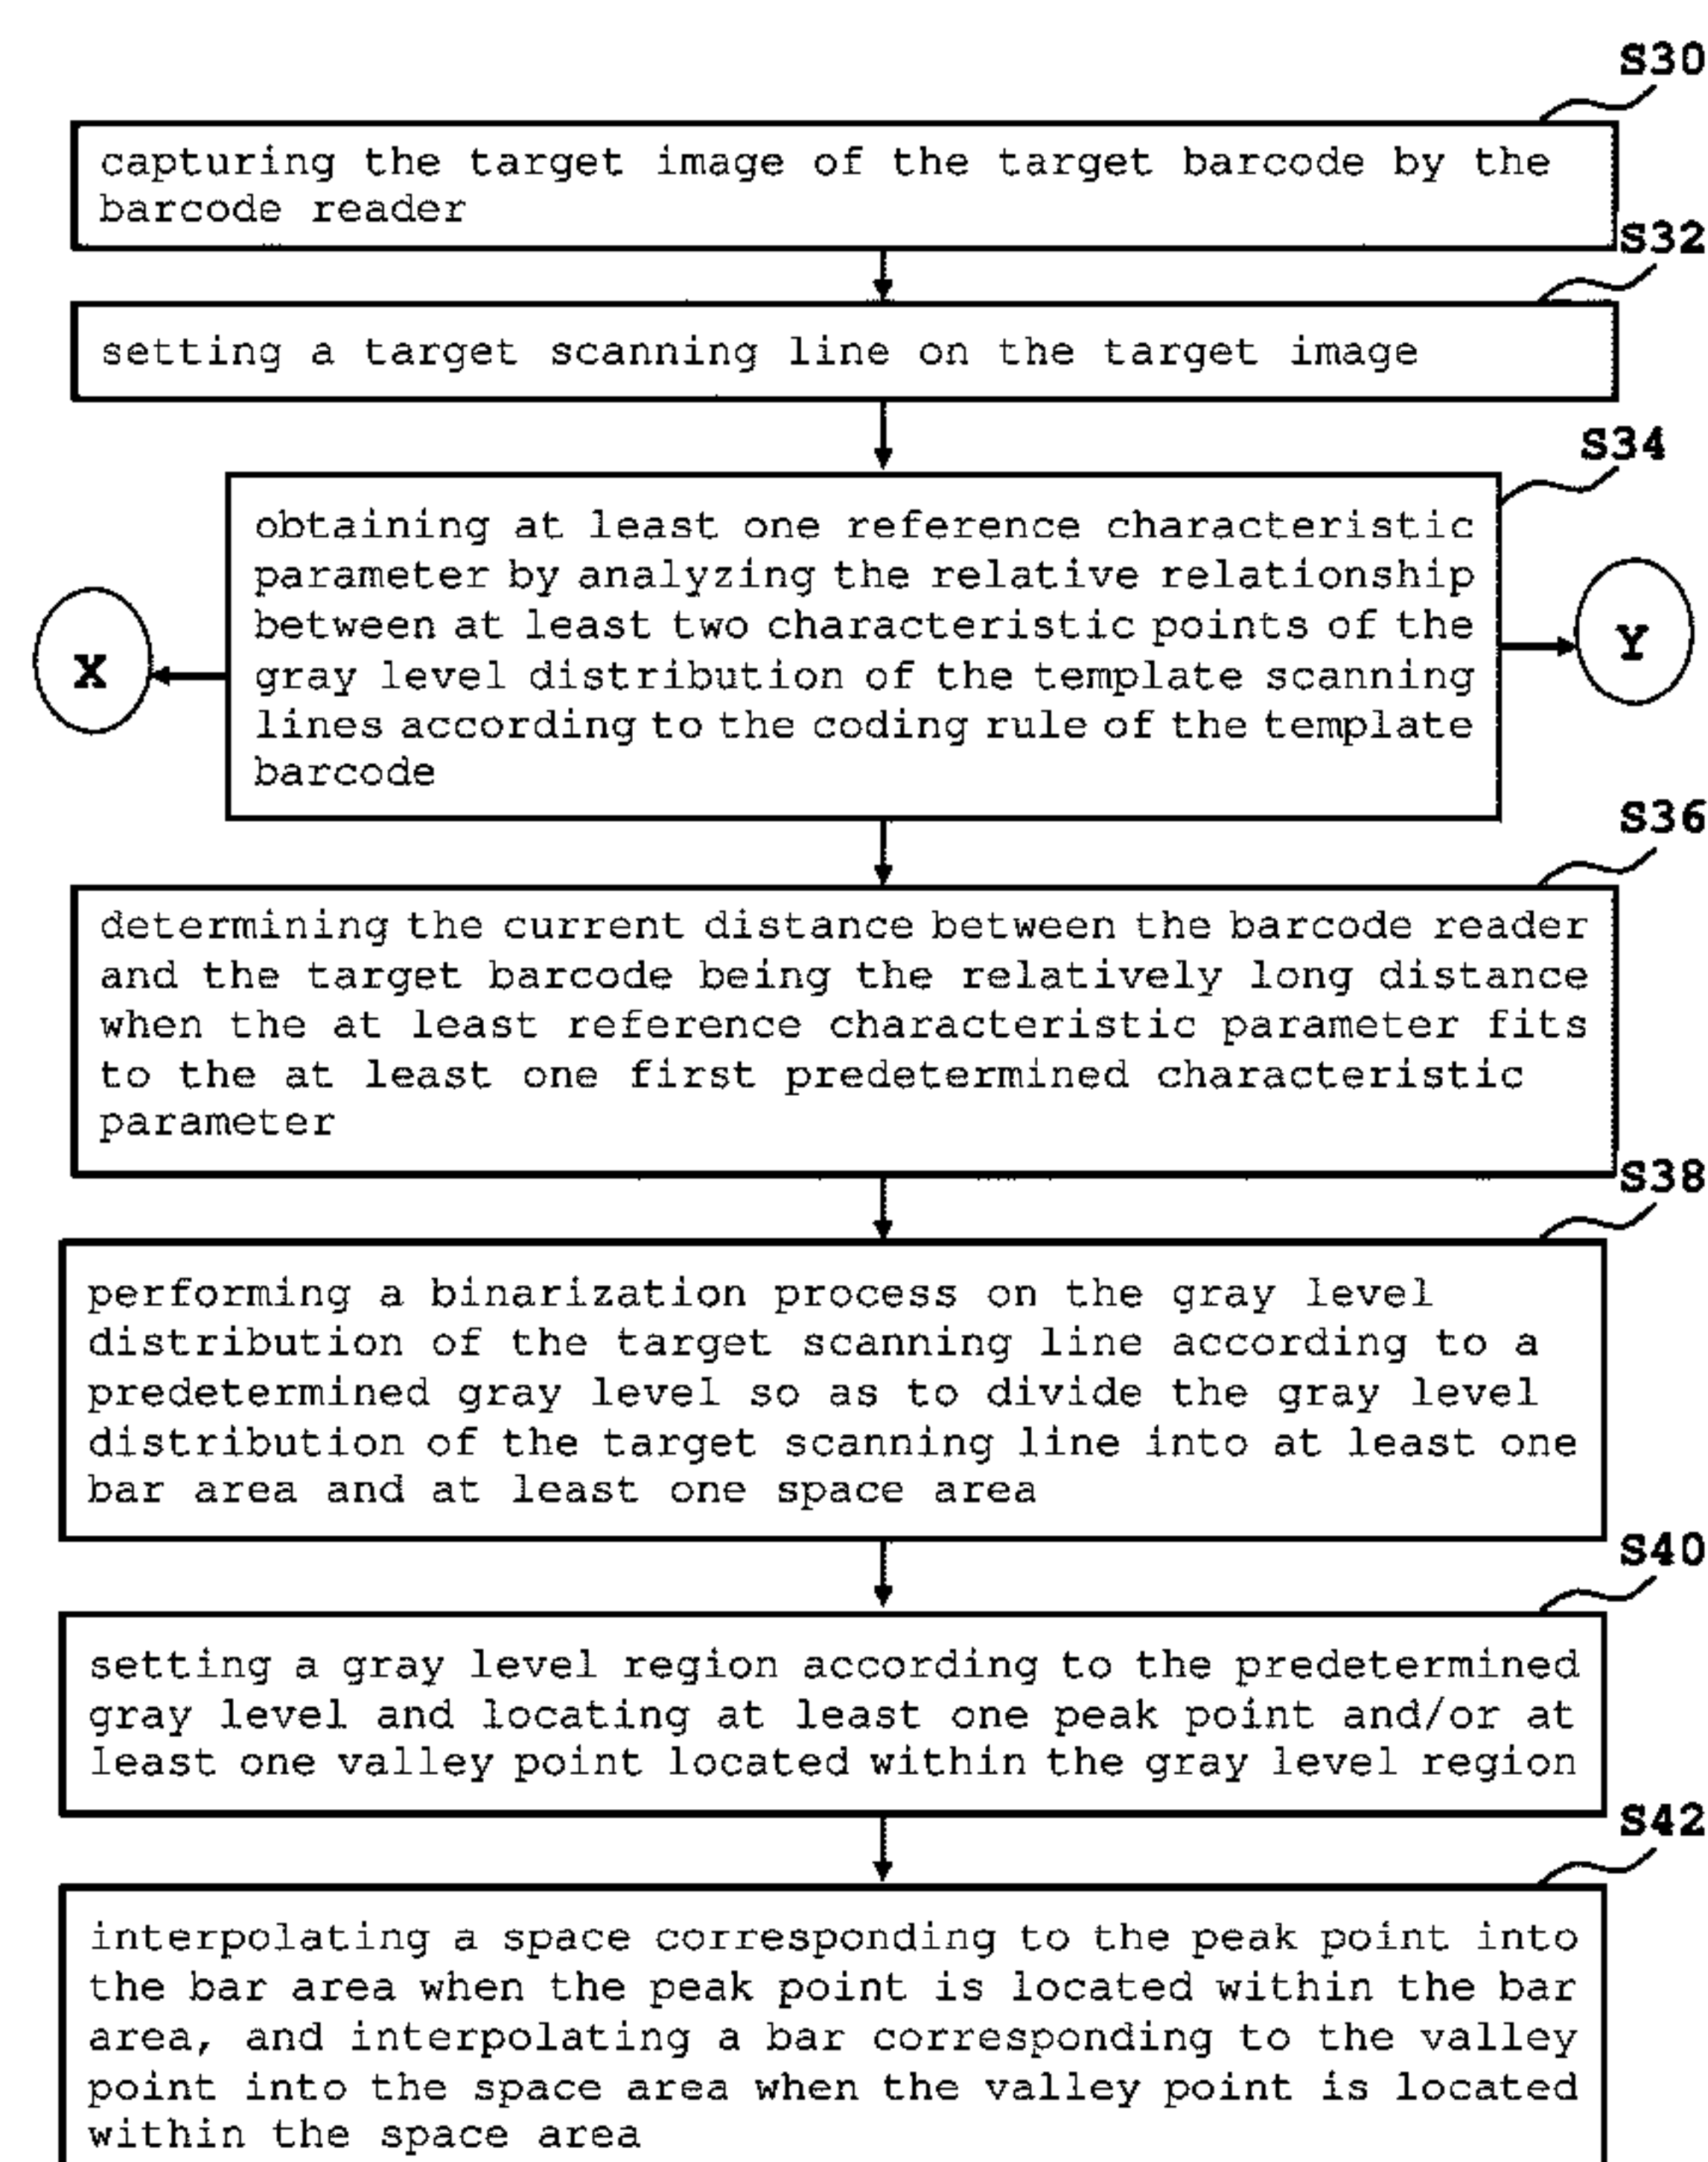 S30
capturing the target image of the target barcode by the
barcode reader
S32
setting a target scanning line on the target image
S34
obtaining at least one reference characteristic
parameter by analyzing the relative relationship
between at least two characteristic points of the
gray level distribution of the template scanning
lines according to the coding rule of the template
barcode
X
Y
S36
determining the current distance between the barcode reader
and the target barcode being the relatively long distance
when the at least reference characteristic parameter fits
to the at least one first predetermined characteristic
parameter
S38
performing a binarization process on the gray level
distribution of the target scanning line according to a
predetermined gray level so as to divide the gray level
distribution of the target scanning line into at least one
bar area and at least one space area
S40
setting a gray level region according to the predetermined
gray level and locating at least one peak point and/or at
least one valley point located within the gray level region
S42
interpolating a space corresponding to the peak point into
the bar area when the peak point is located within the bar
area, and interpolating a bar corresponding to the valley
point into the space area when the valley point is located
within the space area